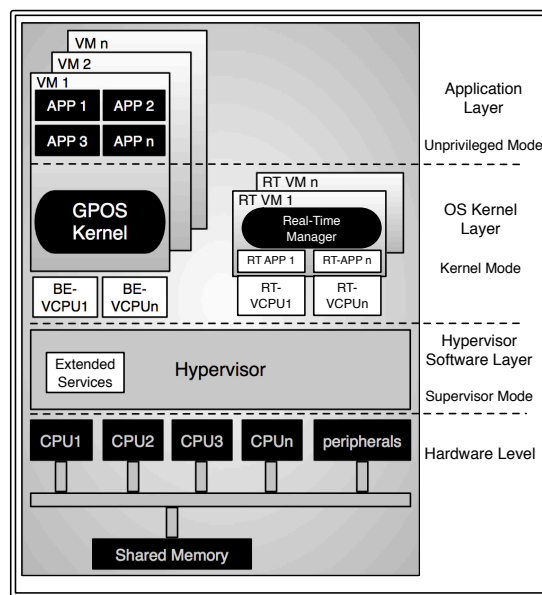 VM n
VM 2
VM 1
APP 1
APP 2
APP 3
APP n
GPOS
Kernel
BE-
VCPU1
BE-
VCPUn
RT VM n
RT VM 1
Real-Time
Manager
RT APP 1
RT-APP n
RT-
VCPU1
RT-
VCPUn
Extended
Services
Hypervisor
CPU1
CPU2
CPU3
CPUn
peripherals
Shared Memory
Application
Layer
Unprivileged Mode
OS Kernel
Layer
Kernel Mode
Hypervisor
Software Layer
Supervisor Mode
Hardware Level